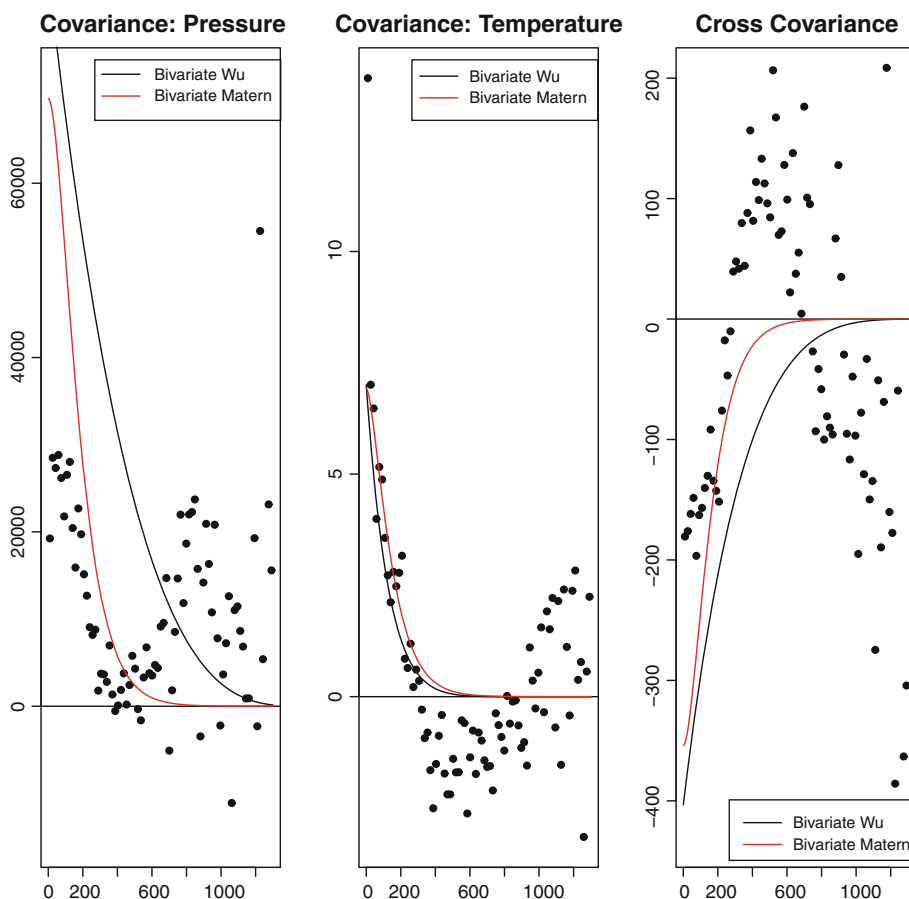 Covariance: Pressure
Bivariate Wu
Bivariate Matern
60000
40000
20000
0
0 200 600 1000
Covariance: Temperature
Bivariate Wu
Bivariate Matern
10
5
0
0 200 600 1000
Cross Covariance
200
100
0
−100
−200
−300
−400
Bivariate Wu
Bivariate Matern
0 200 600 1000